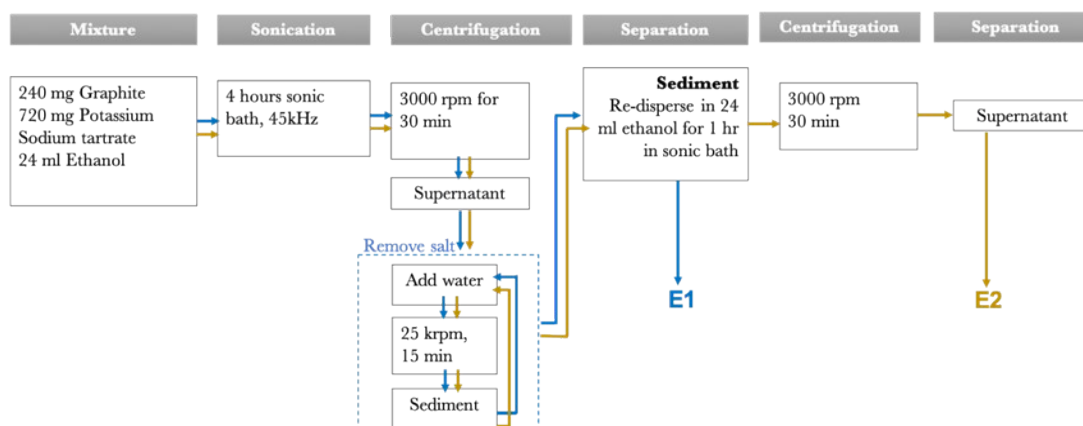 Mixture
Sonication
Centrifugation
Separation
Centrifugation
Separation
240 mg Graphite
720 mg Potassium
Sodium tartrate
24 ml Ethanol
4 hours sonic
bath, 45kHz
3000 rpm for
30 min
Supernatant
Remove salt
Add water
25 krpm,
15 min
Sediment
Sediment
Re-disperse in 24
ml ethanol for 1 hr
in sonic bath
E1
3000 rpm
30 min
Supernatant
E2